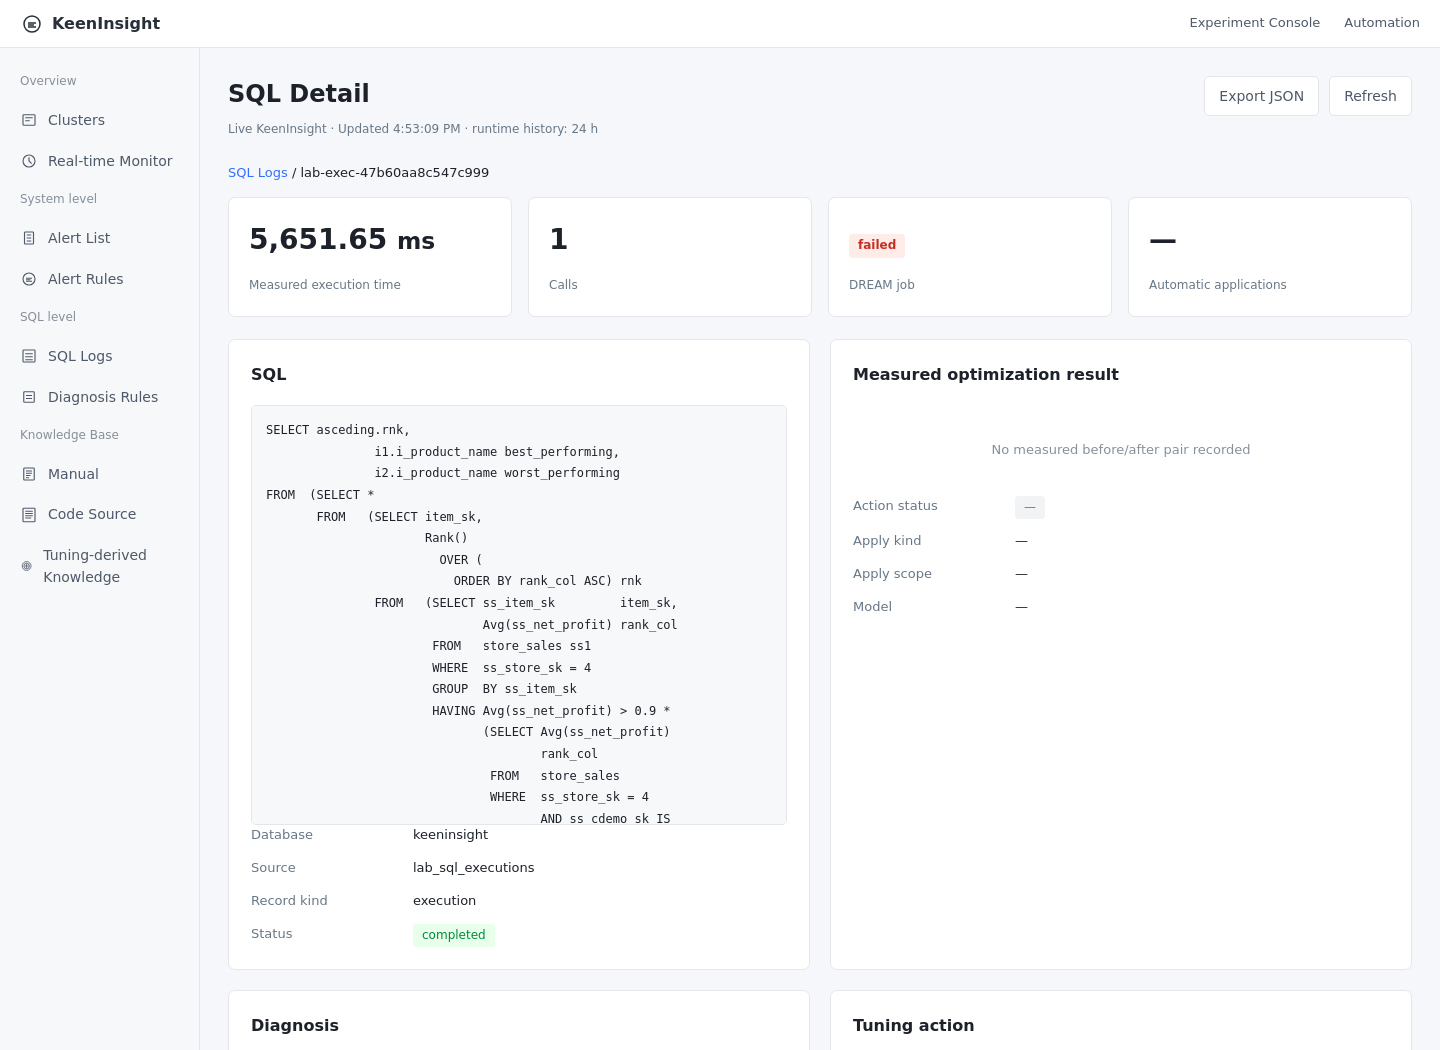 KeenInsight
Experiment Console
Automation
Overview
Clusters
Real-time Monitor
System level
Alert List
Alert Rules
SQL level
SQL Logs
Diagnosis Rules
Knowledge Base
Manual
Code Source
Tuning-derived
Knowledge
SQL Detail
Export JSON
Refresh
Live KeenInsight · Updated 4:53:09 PM · runtime history: 24 h
SQL Logs / lab-exec-47b60aa8c547c999
5,651.65 ms
Measured execution time
1
Calls
failed
DREAM job
—
Automatic applications
SQL
SELECT asceding.rnk,
i1.i_product_name best_performing,
i2.i_product_name worst_performing
FROM  (SELECT *
FROM   (SELECT item_sk,
Rank()
OVER (
ORDER BY rank_col ASC) rnk
FROM   (SELECT ss_item_sk         item_sk,
Avg(ss_net_profit) rank_col
FROM   store_sales ss1
WHERE  ss_store_sk = 4
GROUP  BY ss_item_sk
HAVING Avg(ss_net_profit) > 0.9 *
(SELECT Avg(ss_net_profit)
rank_col
FROM   store_sales
WHERE  ss_store_sk = 4
AND ss_cdemo_sk IS
Database keeninsight
Source lab_sql_executions
Record kind execution
Status completed
Measured optimization result
No measured before/after pair recorded
Action status —
Apply kind —
Apply scope —
Model —
Diagnosis
Tuning action